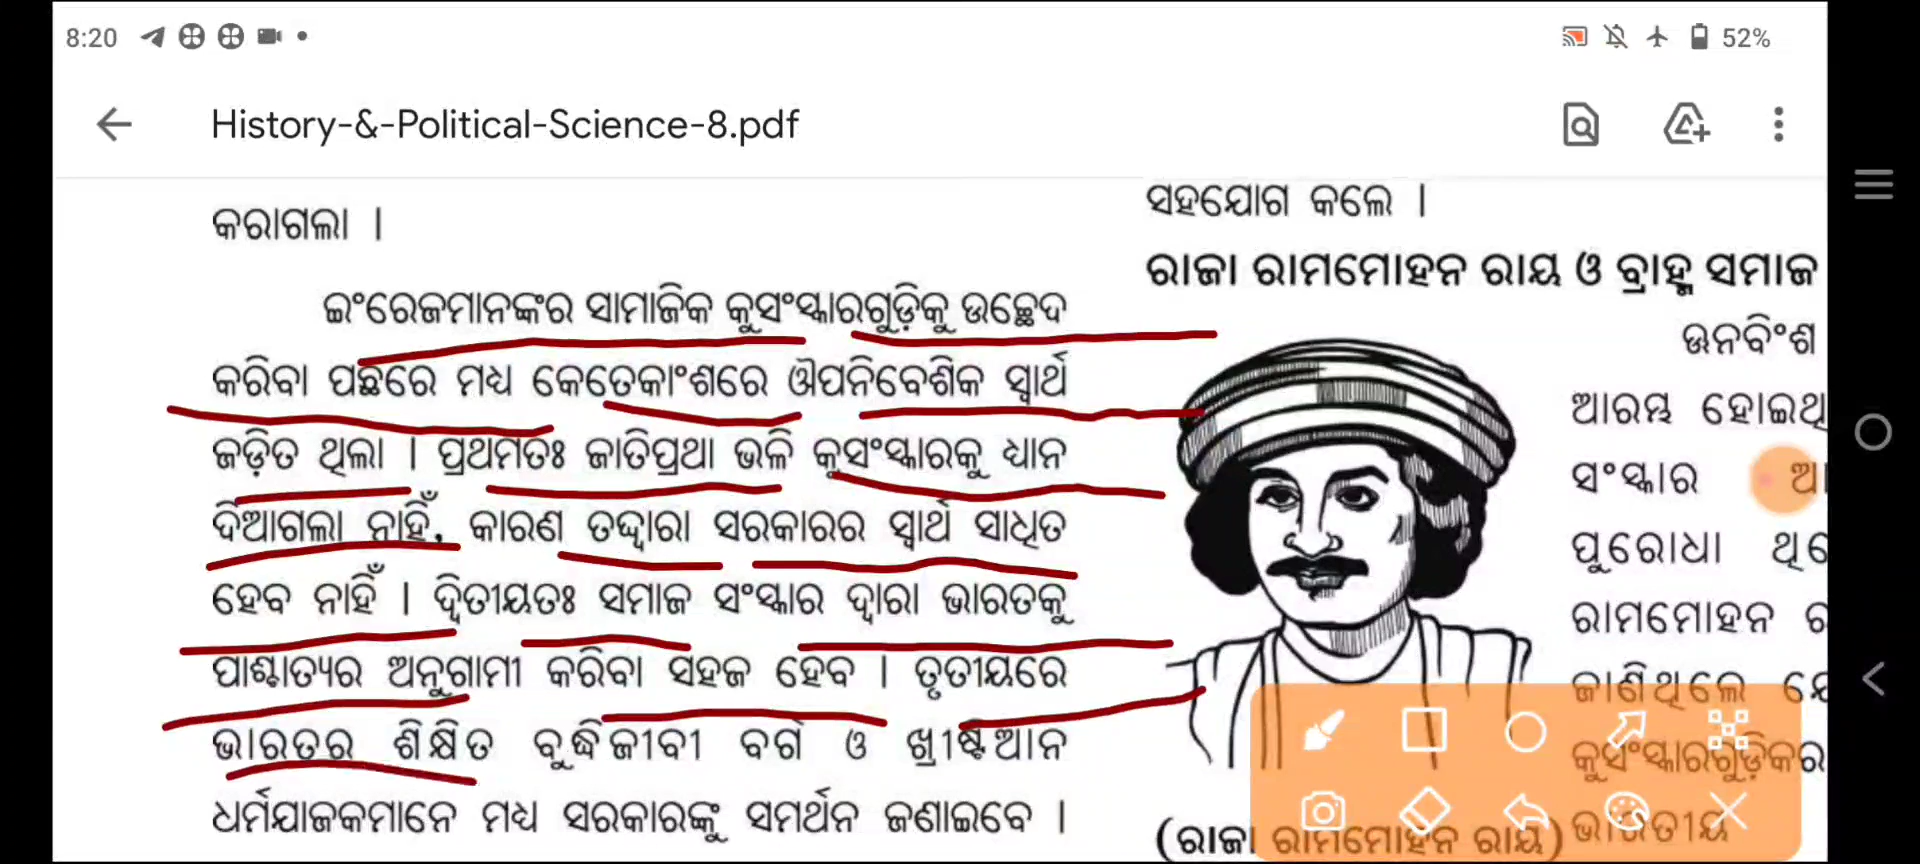 8:20
52%
History-&-Political-Science-8.pdf
କରାଗଲା ।
ଇଂରେଜମାନଙ୍କର ସାମାଜିକ କୁସଂସ୍କାରଗୁଡ଼ିକୁ ଉଚ୍ଛେଦ
କରିବା ପଛରେ ମଧ୍ୟ କେତେକାଂଶରେ ଔପନିବେଶିକ ସ୍ୱାର୍ଥ
ଜଡ଼ିତ ଥିଲା । ପ୍ରଥମତଃ ଜାତିପ୍ରଥା ଭଳି କୁସଂସ୍କାରକୁ ଧ୍ୟାନ
ଦିଆଗଲା ନାହିଁ, କାରଣ ତଦ୍ଦ୍ୱାରା ସରକାରର ସ୍ୱାର୍ଥ ସାଧିତ
ହେବ ନାହିଁ । ଦ୍ୱିତୀୟତଃ ସମାଜ ସଂସ୍କାର ଦ୍ୱାରା ଭାରତକୁ
ପାଶ୍ଚାତ୍ୟର ଅନୁଗାମୀ କରିବା ସହଜ ହେବ । ତୃତୀୟରେ
ଭାରତର ଶିକ୍ଷିତ ବୁଦ୍ଧିଜୀବୀ ବର୍ଗ ଓ ଖ୍ରୀଷ୍ଟିଆନ
ଧର୍ମଯାଜକମାନେ ମଧ୍ୟ ସରକାରଙ୍କୁ ସମର୍ଥନ ଜଣାଇବେ ।
ସହଯୋଗ କଲେ ।
ରାଜା ରାମମୋହନ ରାୟ ଓ ବ୍ରାହ୍ମ ସମାଜ
ଊନବିଂଶ
ଆରମ୍ଭ ହୋଇଥି
ସଂସ୍କାର ଆ
ପୁରୋଧା ଥିଲେ
ରାମମୋହନ ର
ଜାଣିଥିଲେ ଯେ
କୁସଂସ୍କାରଗୁଡ଼ିକର
ଭାରତୀୟ
(ରାଜା ରାମମୋହନ ରାୟ)